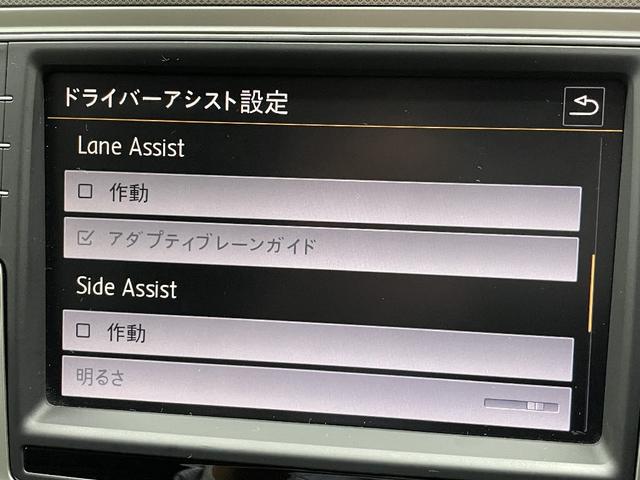 ドライバーアシスト設定
Lane Assist
作動
アダプティブレーンガイド
Side Assist
作動
明るさ